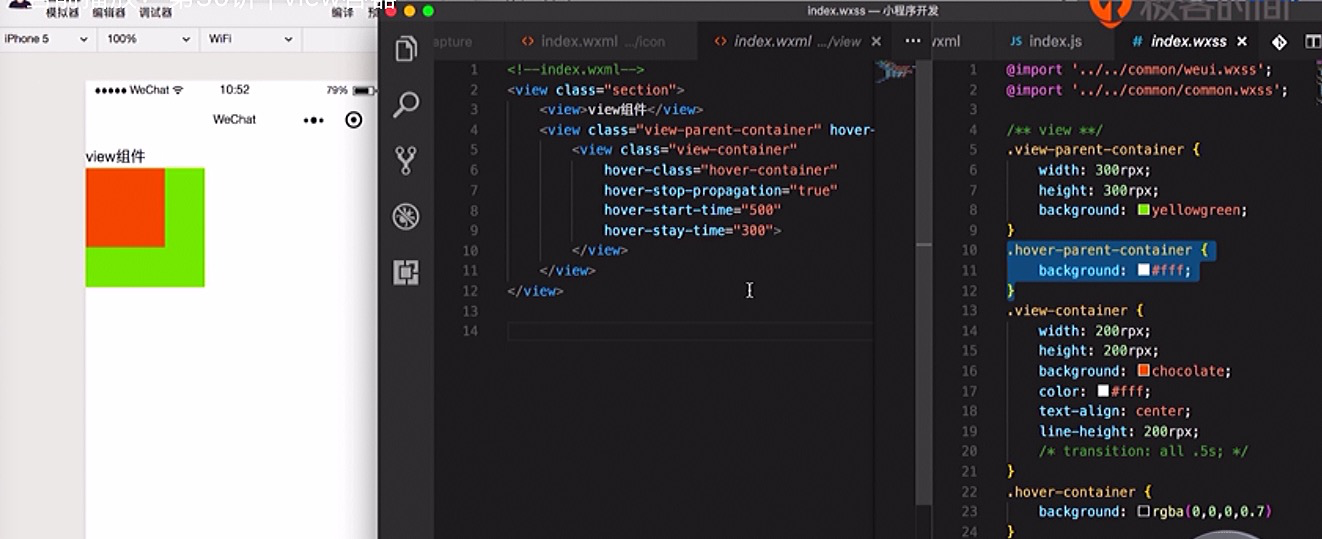 模拟器 编辑器 调试器 编译
iPhone 5 100% WiFi
WeChat 10:52 79%
WeChat
view组件
index.wxss — 小程序开发
极客时间
apture index.wxml .../icon index.wxml .../view
1 <!--index.wxml-->
2 <view class="section">
3 <view>view组件</view>
4 <view class="view-parent-container" hover-
5 <view class="view-container"
6 hover-class="hover-container"
7 hover-stop-propagation="true"
8 hover-start-time="500"
9 hover-stay-time="300">
10 </view>
11 </view>
12 </view>
13
14
xml JS index.js # index.wxss
1 @import '../../common/weui.wxss';
2 @import '../../common/common.wxss';
3
4 /** view **/
5 .view-parent-container {
6 width: 300rpx;
7 height: 300rpx;
8 background: yellowgreen;
9 }
10 .hover-parent-container {
11 background: #fff;
12 }
13 .view-container {
14 width: 200rpx;
15 height: 200rpx;
16 background: chocolate;
17 color: #fff;
18 text-align: center;
19 line-height: 200rpx;
20 /* transition: all .5s; */
21 }
22 .hover-container {
23 background: rgba(0,0,0,0.7)
24 }